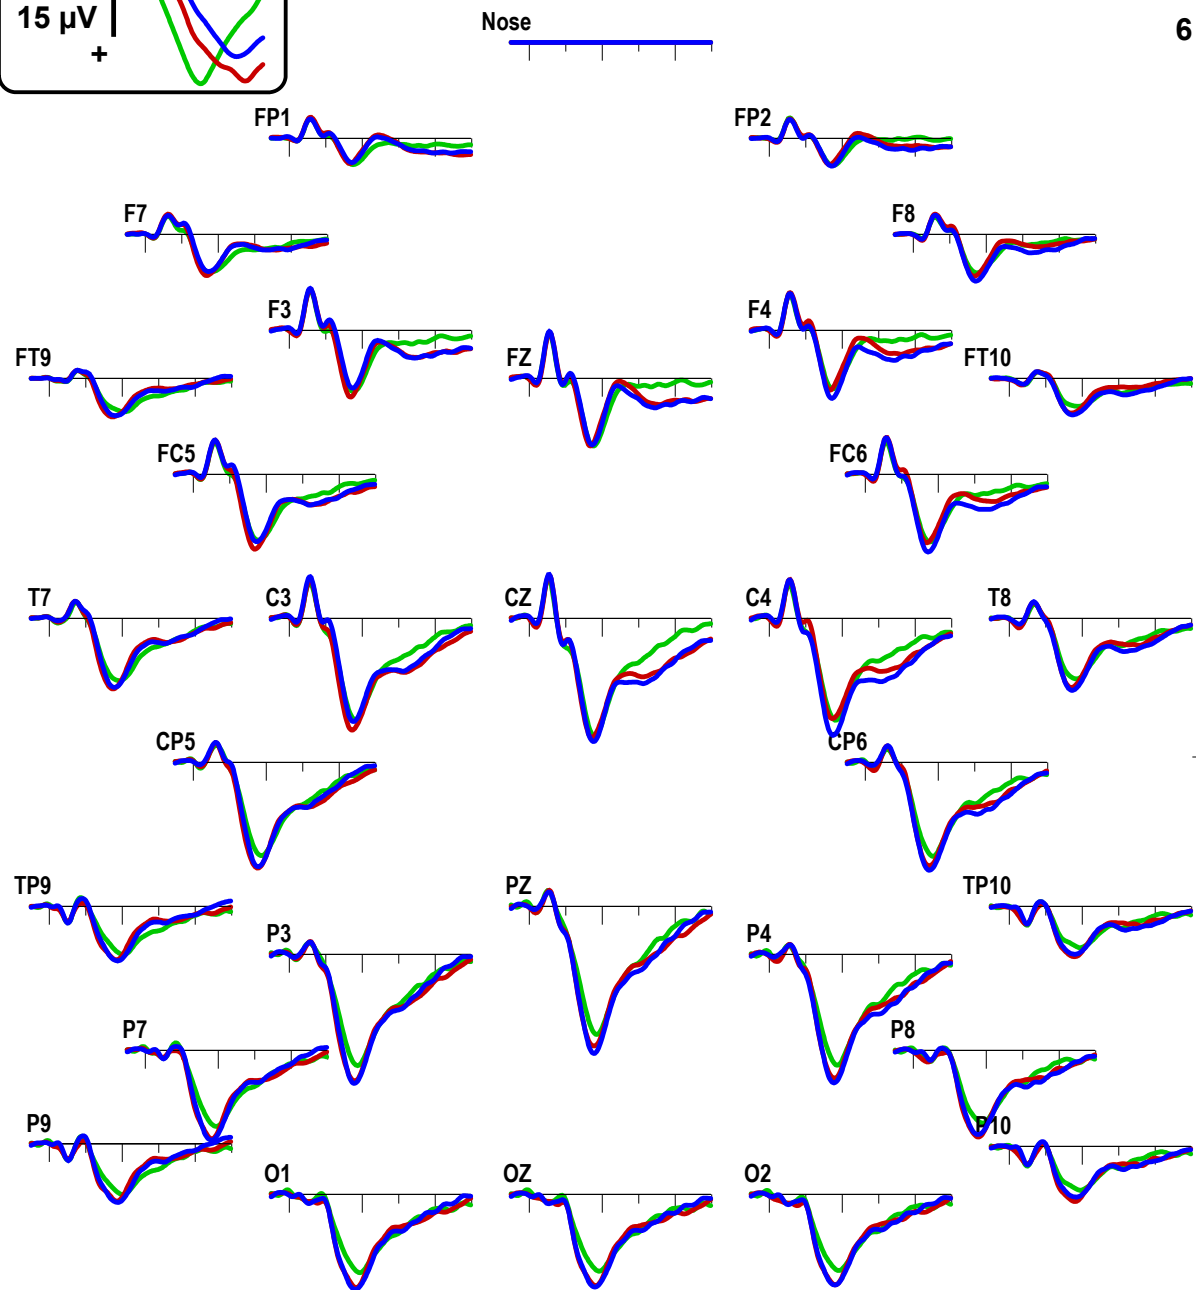 15 µV
+
Nose
6
FP1
FP2
F7
F8
F3
F4
FT9
FZ
FT10
FC5
FC6
T7
C3
CZ
C4
T8
CP5
CP6
TP9
PZ
TP10
P3
P4
P7
P8
P9
P10
O1
OZ
O2